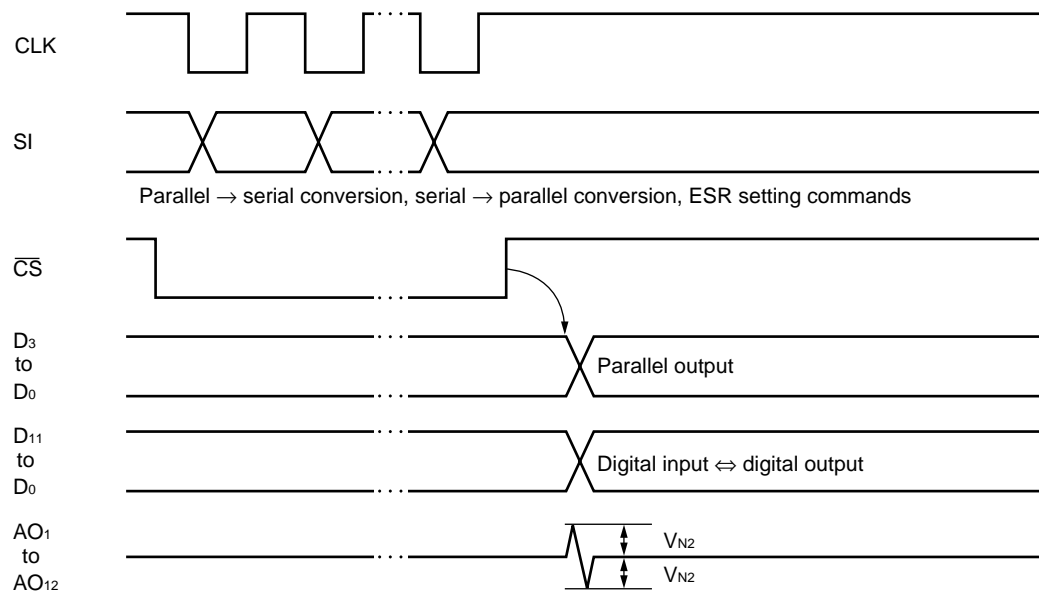 CLK
SI
Parallel → serial conversion, serial → parallel conversion, ESR setting commands
C̅S̅
D3
to
D0
Parallel output
D11
to
D0
Digital input ⇔ digital output
AO1
to
AO12
VN2
VN2